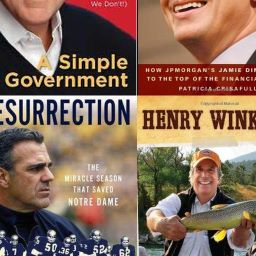 We Don't!)
A Simple
Government
HOW JPMORGAN'S JAMIE DI
TO THE TOP OF THE FINANCIA
PATRICIA CRISAFULL
ESURRECTION
THE
MIRACLE SEASON
THAT SAVED
NOTRE DAME
HENRY WINK